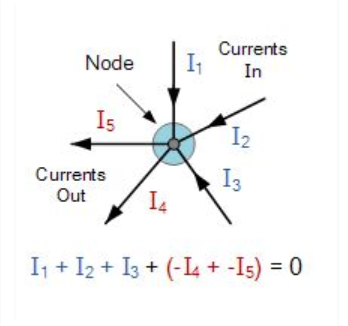 Currents
In
Node
I₁
I₅
I₂
Currents
Out
I₃
I₄
I₁ + I₂ + I₃ + (-I₄ + -I₅) = 0